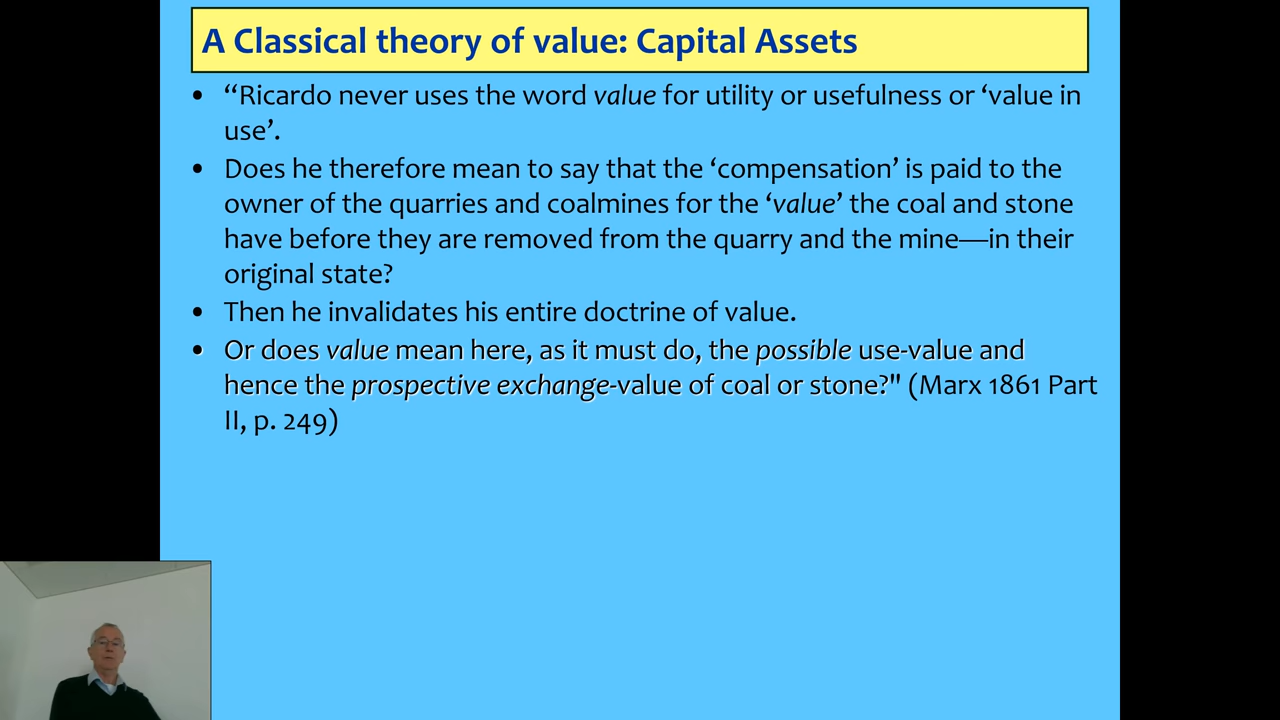 A Classical theory of value: Capital Assets
• “Ricardo never uses the word value for utility or usefulness or ‘value in
use’.
• Does he therefore mean to say that the ‘compensation’ is paid to the
owner of the quarries and coalmines for the ‘value’ the coal and stone
have before they are removed from the quarry and the mine—in their
original state?
• Then he invalidates his entire doctrine of value.
• Or does value mean here, as it must do, the possible use-value and
hence the prospective exchange-value of coal or stone?" (Marx 1861 Part
II, p. 249)